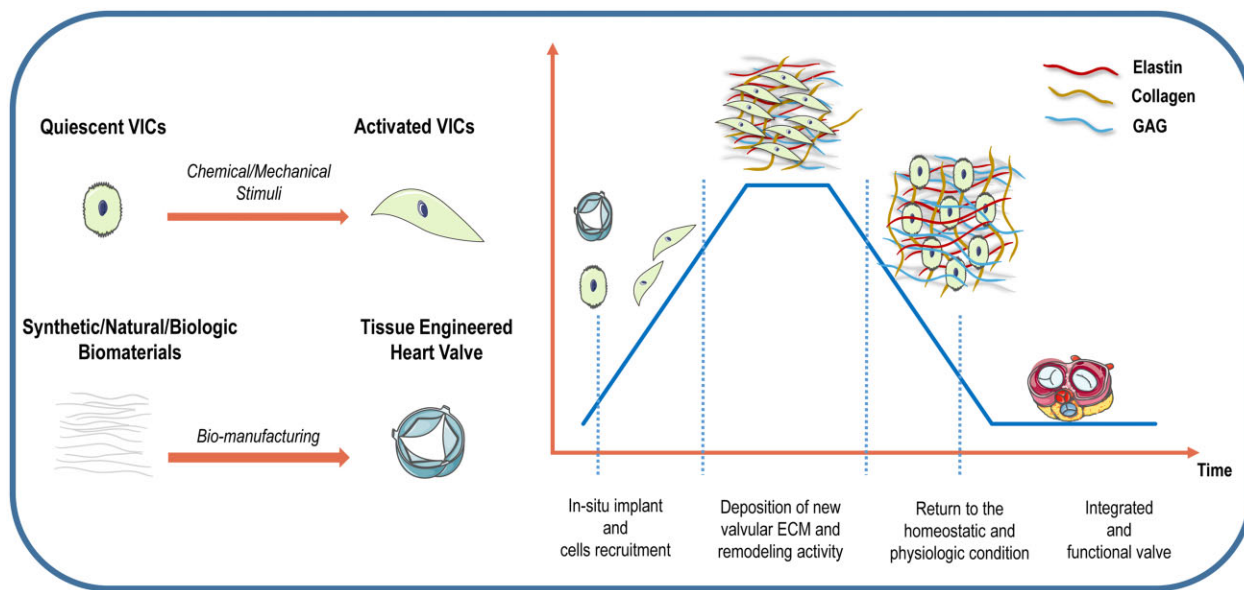 Quiescent VICs
Activated VICs
Chemical/Mechanical
Stimuli
Synthetic/Natural/Biologic
Biomaterials
Tissue Engineered
Heart Valve
Bio-manufacturing
Elastin
Collagen
GAG
Time
In-situ implant
and
cells recruitment
Deposition of new
valvular ECM and
remodeling activity
Return to the
homeostatic and
physiologic condition
Integrated
and
functional valve